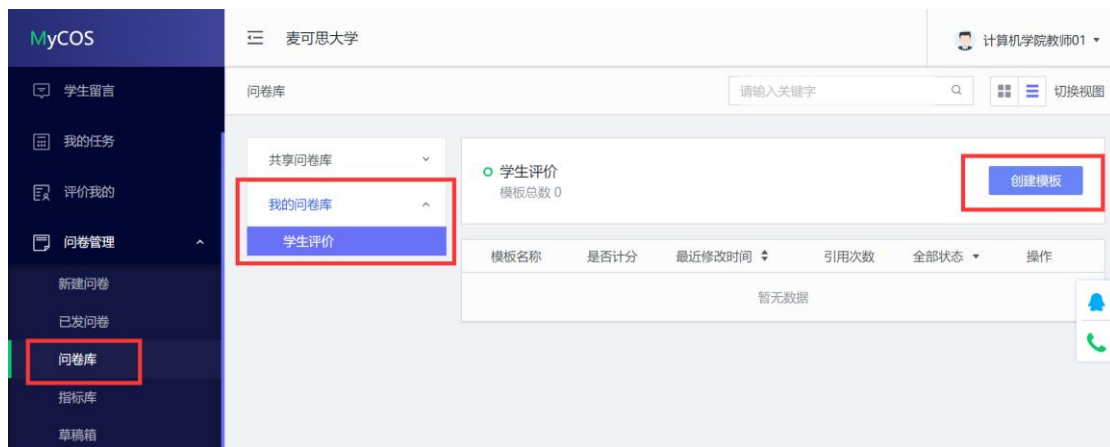 MyCOS
麦可思大学
计算机学院教师01
学生留言
我的任务
评价我的
问卷管理
新建问卷
已发问卷
问卷库
指标库
草稿箱
问卷库
请输入关键字
切换视图
共享问卷库
我的问卷库
学生评价
学生评价
模板总数 0
创建模板
模板名称 是否计分 最近修改时间 引用次数 全部状态 操作
暂无数据